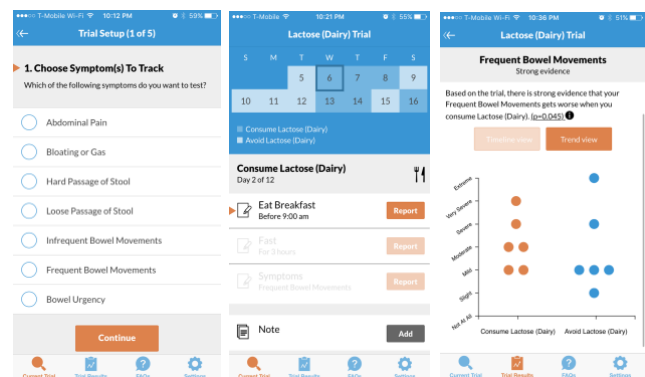 T-Mobile Wi-Fi 10:12 PM 59%
Trial Setup (1 of 5)
1. Choose Symptom(s) To Track
Which of the following symptoms do you want to test?
Abdominal Pain
Bloating or Gas
Hard Passage of Stool
Loose Passage of Stool
Infrequent Bowel Movements
Frequent Bowel Movements
Bowel Urgency
Continue
Current Trial Trial Results FAQs Settings
T-Mobile 10:21 PM 55%
Lactose (Dairy) Trial
S M T W T F S
5 6 7 8 9
10 11 12 13 14 15 16
Consume Lactose (Dairy)
Avoid Lactose (Dairy)
Consume Lactose (Dairy)
Day 2 of 12
Eat Breakfast
Before 9:00 am
Report
Fast
For 3 hours
Report
Symptoms
Frequent Bowel Movements
Report
Note
Add
Current Trial Trial Results FAQs Settings
T-Mobile Wi-Fi 10:36 PM 51%
Lactose (Dairy) Trial
Frequent Bowel Movements
Strong evidence
Based on the trial, there is strong evidence that your
Frequent Bowel Movements gets worse when you
consume Lactose (Dairy). (p=0.045)
Timeline view Trend view
Extreme
Very Severe
Severe
Moderate
Mild
Slight
Not At All
Consume Lactose (Dairy) Avoid Lactose (Dairy)
Current Trial Trial Results FAQs Settings